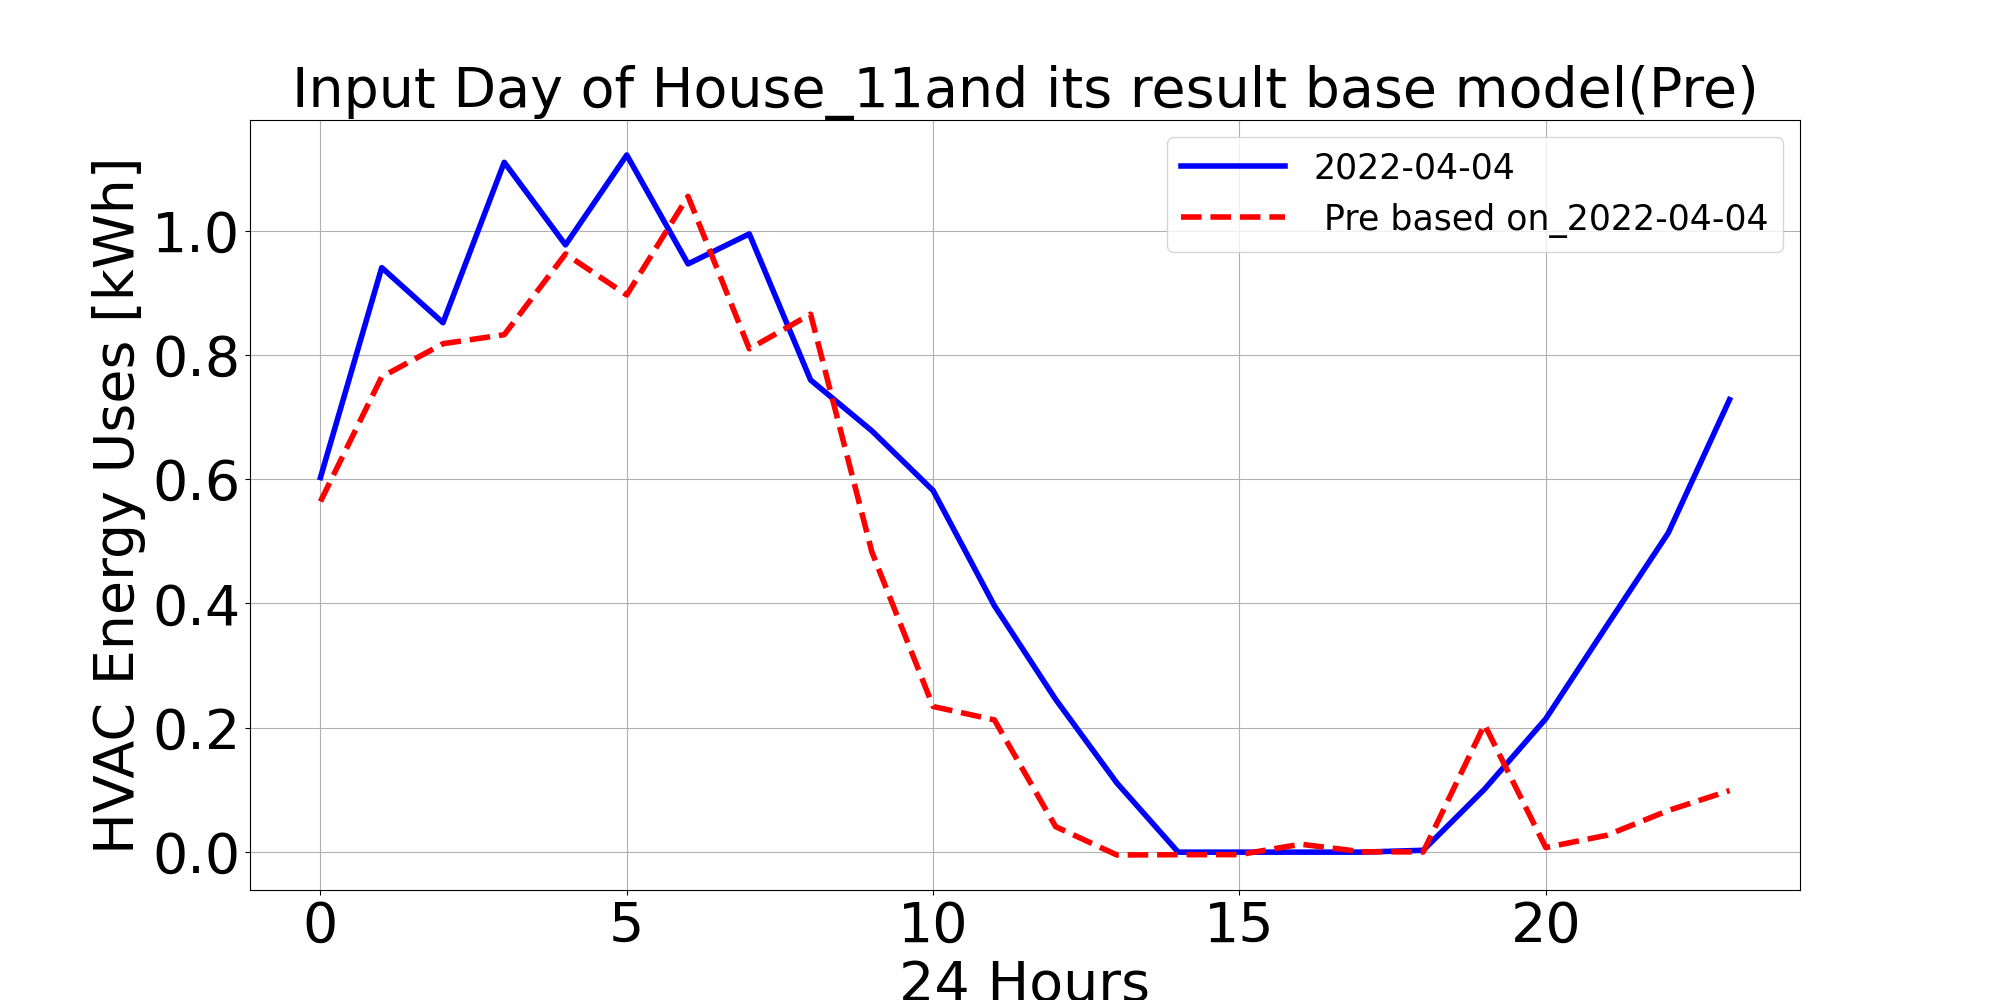 Input Day of House_11and its result base model(Pre)
2022-04-04
Pre based on_2022-04-04
HVAC Energy Uses [kWh]
1.0
0.8
0.6
0.4
0.2
0.0
0 5 10 15 20
24 Hours